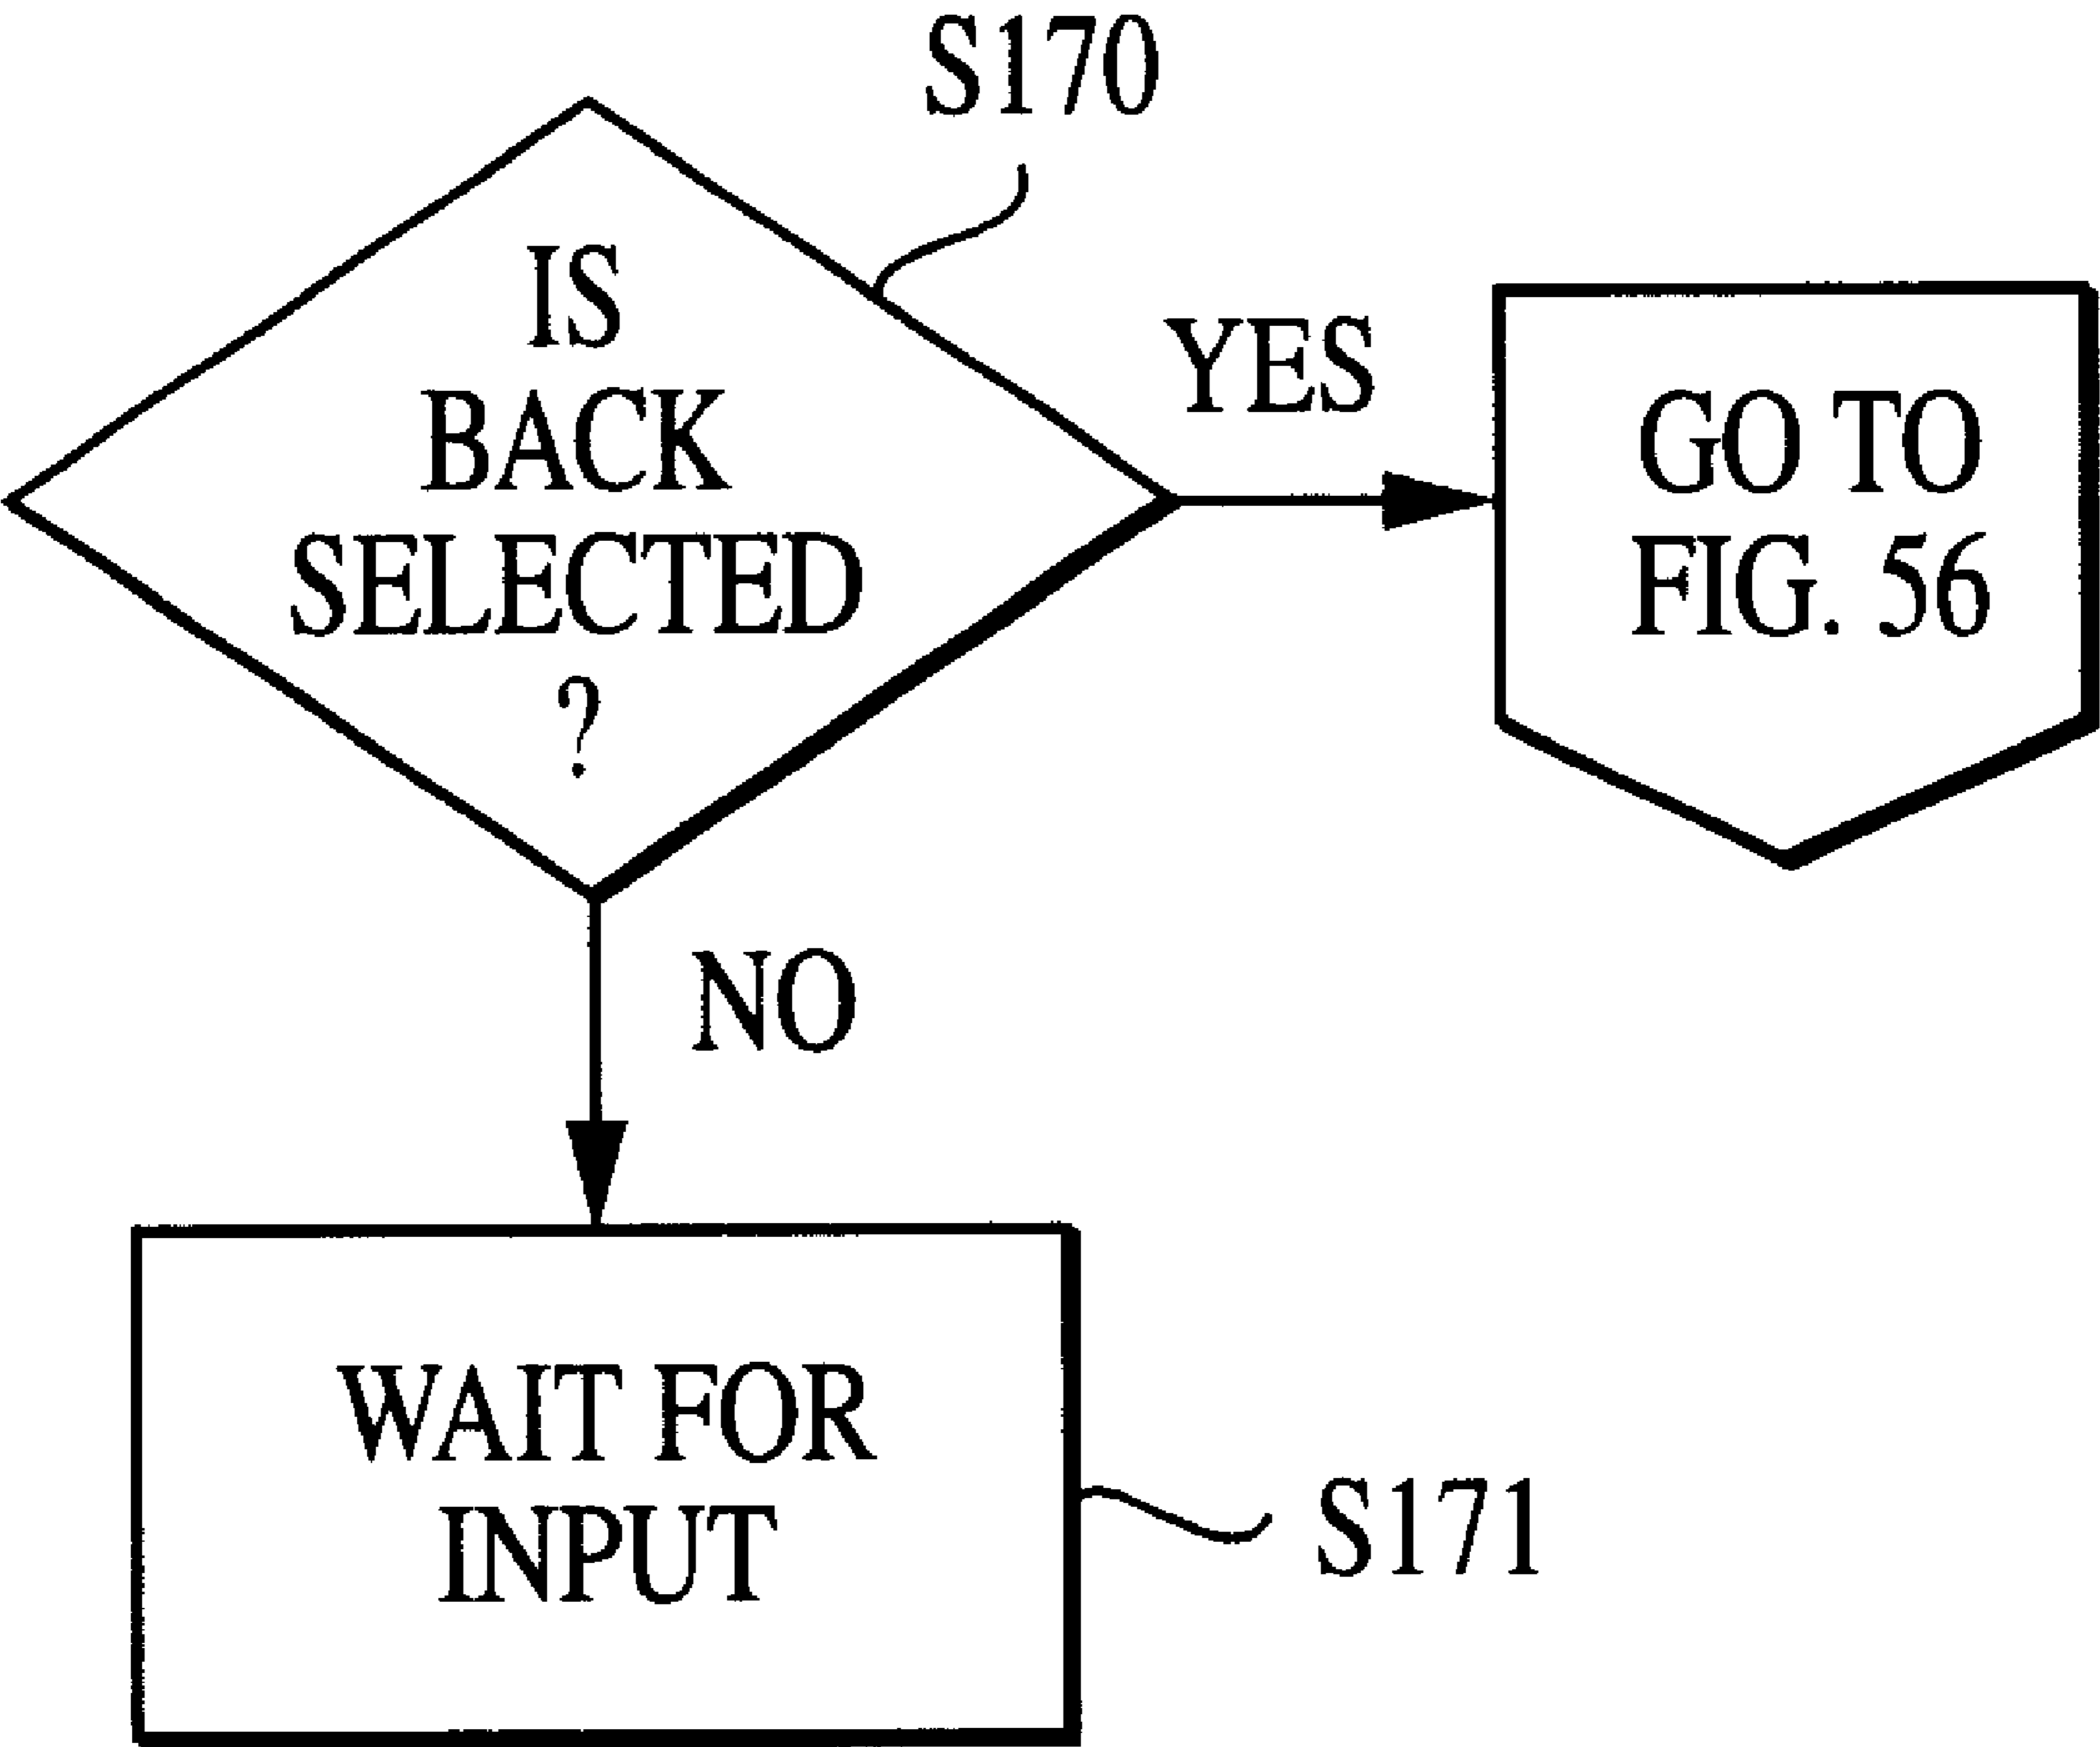 S170
IS
BACK
SELECTED
?
YES
GO TO
FIG. 56
NO
WAIT FOR
INPUT
S171